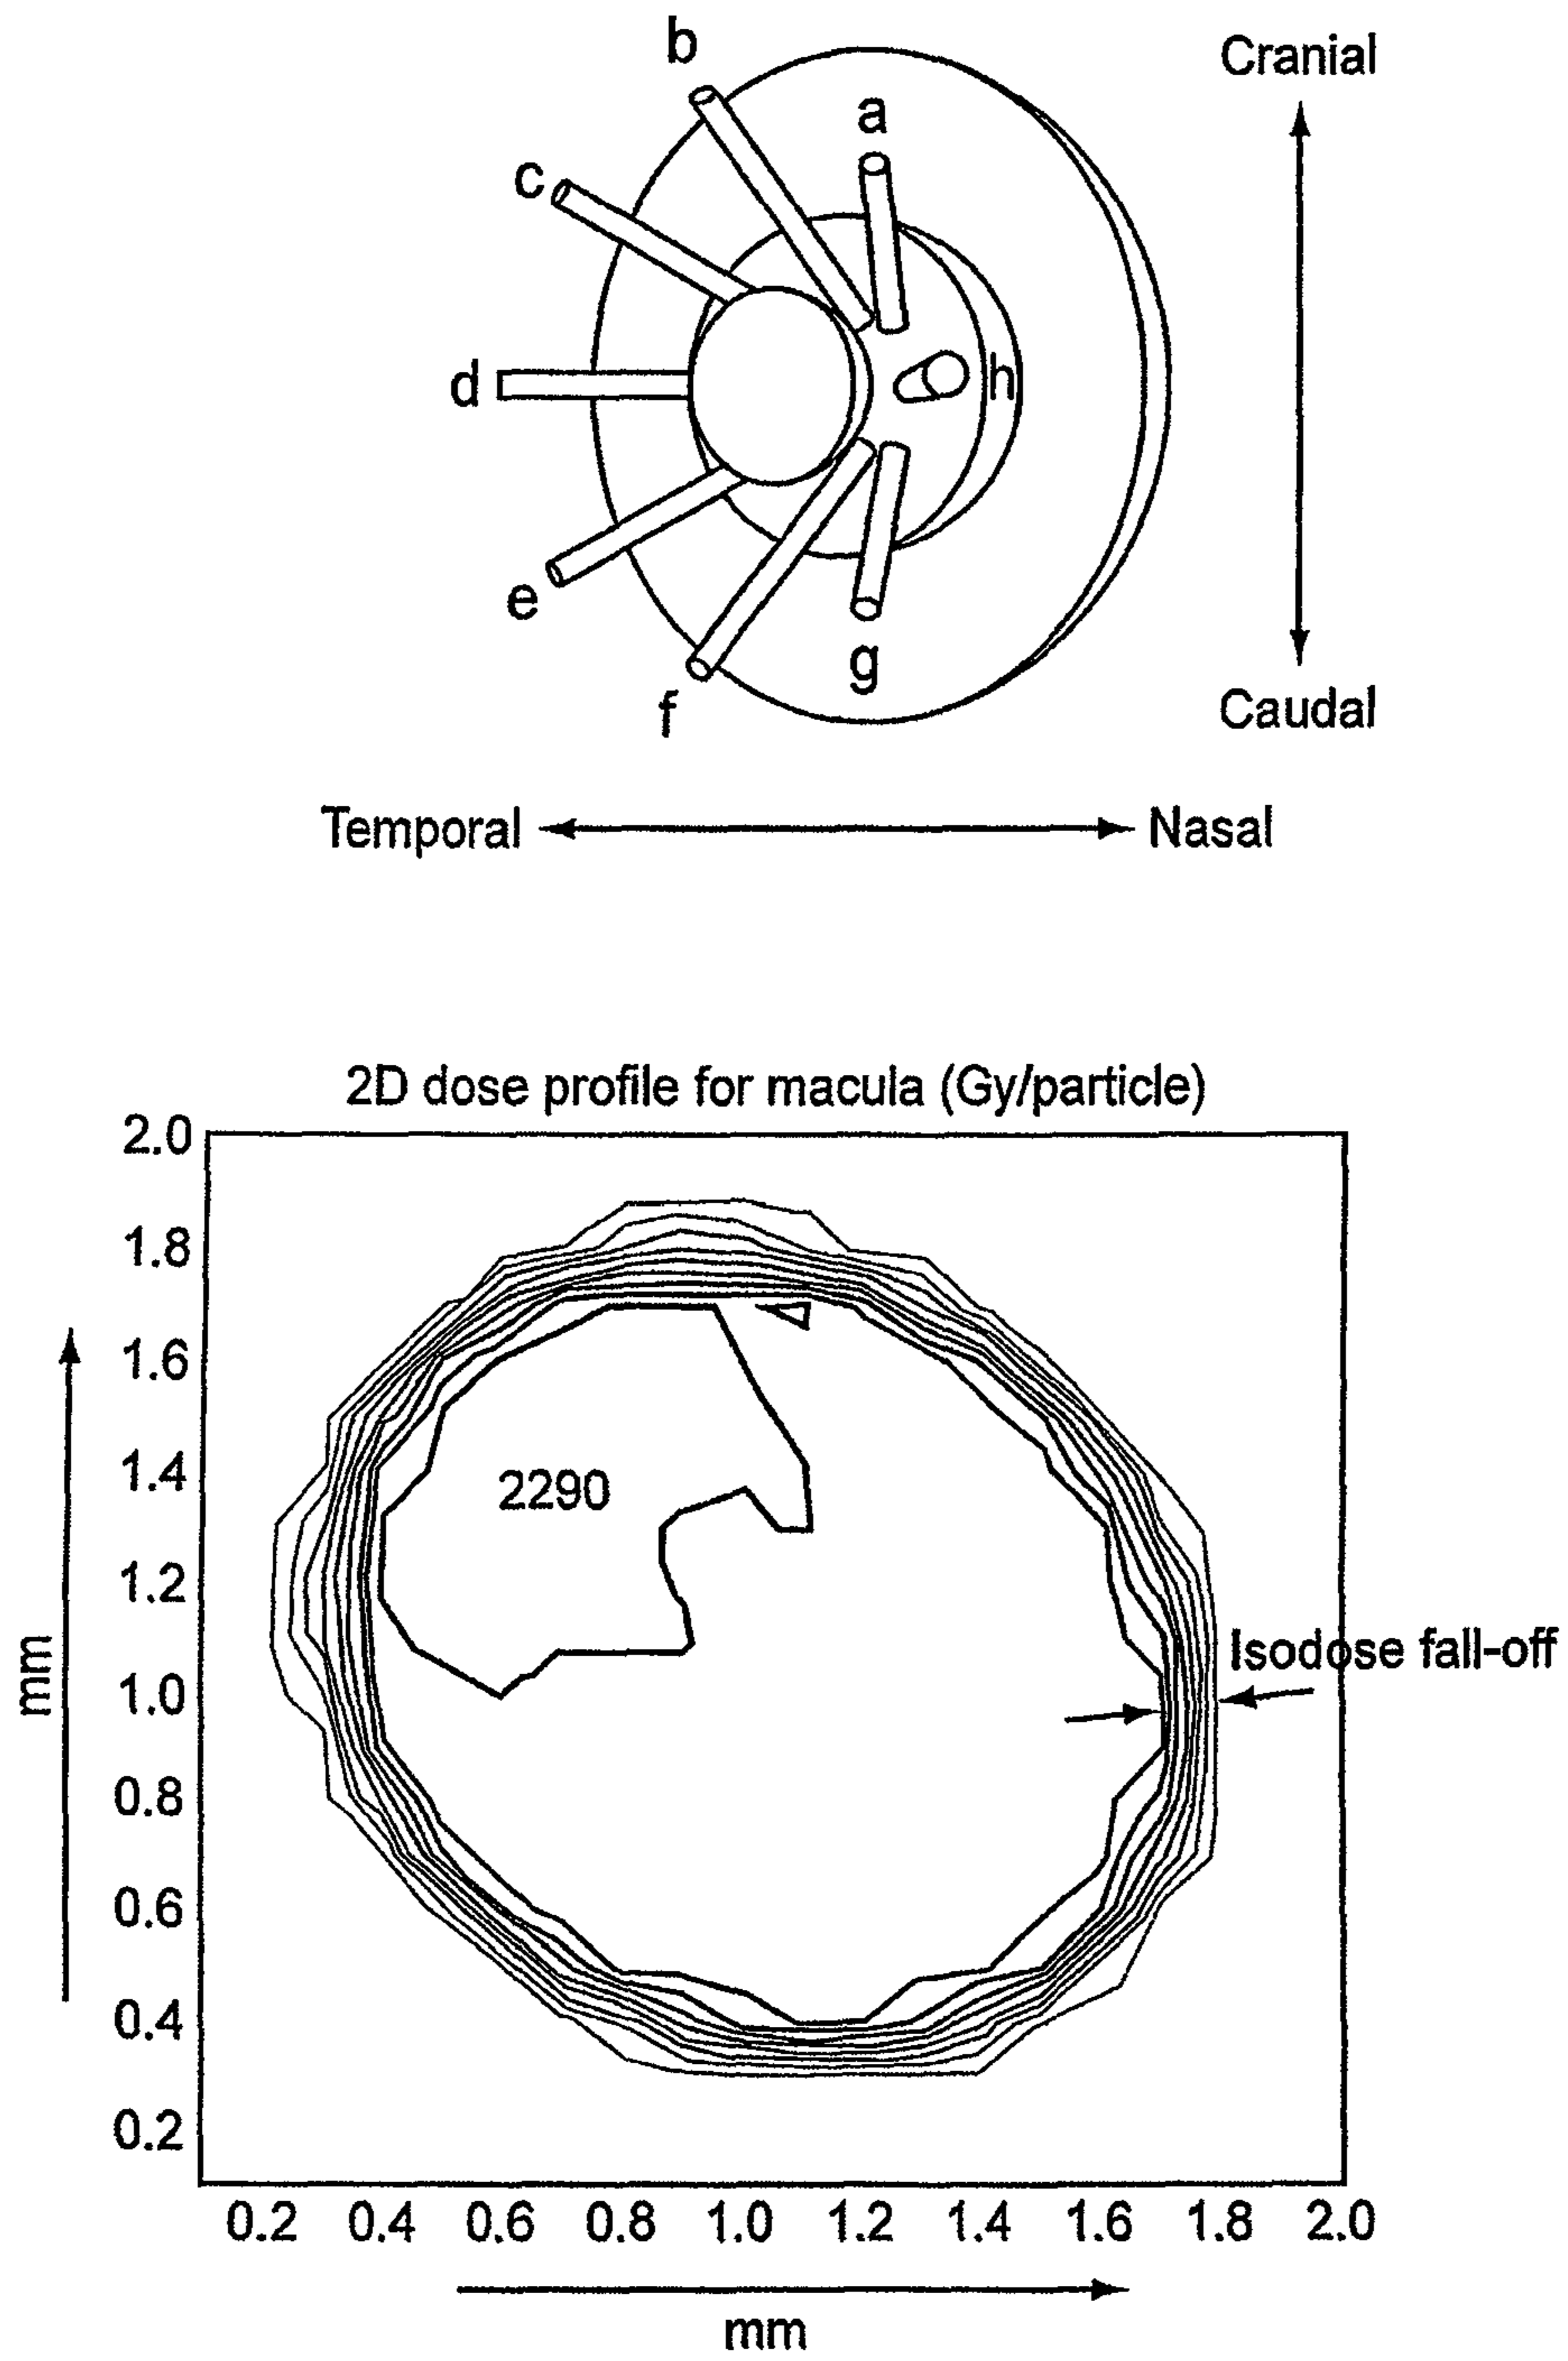 b
Cranial
a
c
d
h
e
g
f
Caudal
Temporal
Nasal
2D dose profile for macula (Gy/particle)
2.0
1.8
1.6
1.4
2290
1.2
Isodose fall-off
1.0
mm
0.8
0.6
0.4
0.2
0.2 0.4 0.6 0.8 1.0 1.2 1.4 1.6 1.8 2.0
mm